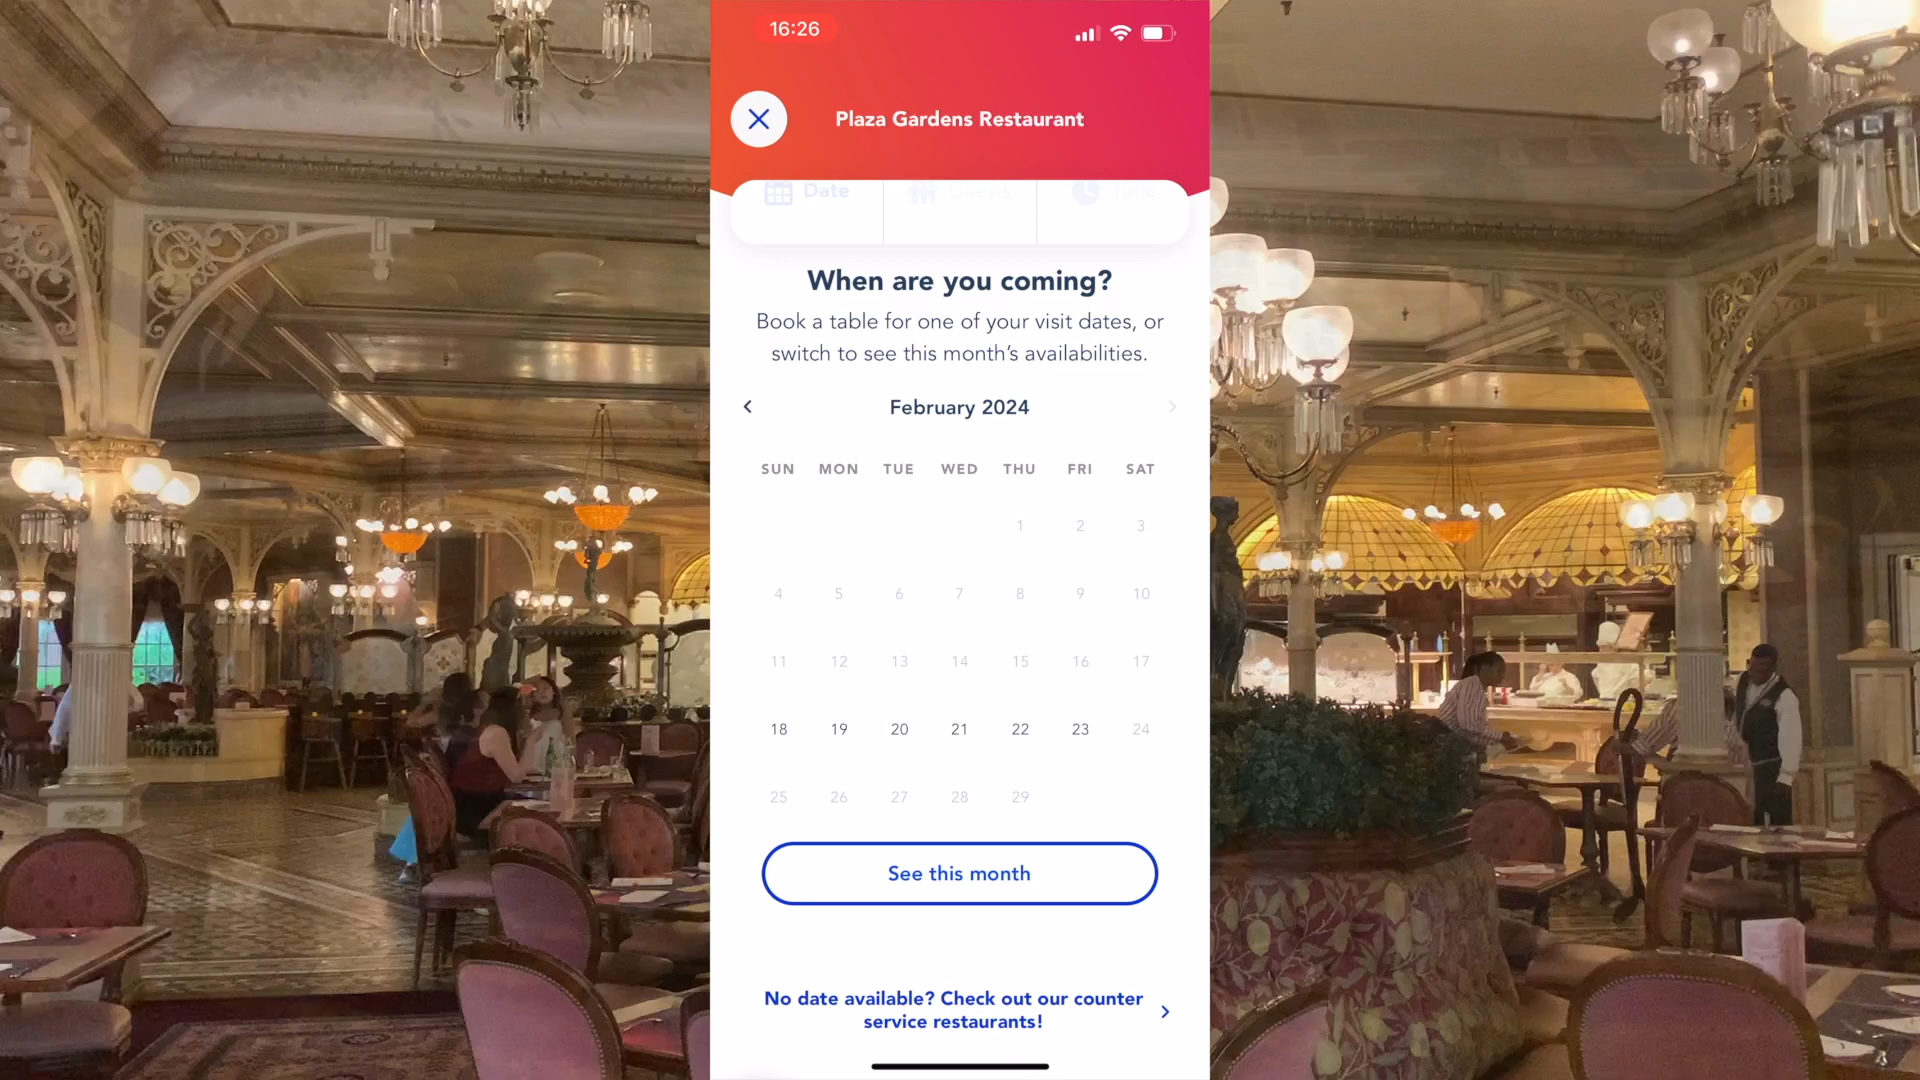 16:26
Plaza Gardens Restaurant
Date Guests Time
When are you coming?
Book a table for one of your visit dates, or
switch to see this month's availabilities.
February 2024
SUN MON TUE WED THU FRI SAT
1 2 3
4 5 6 7 8 9 10
11 12 13 14 15 16 17
18 19 20 21 22 23 24
25 26 27 28 29
See this month
No date available? Check out our counter
service restaurants!